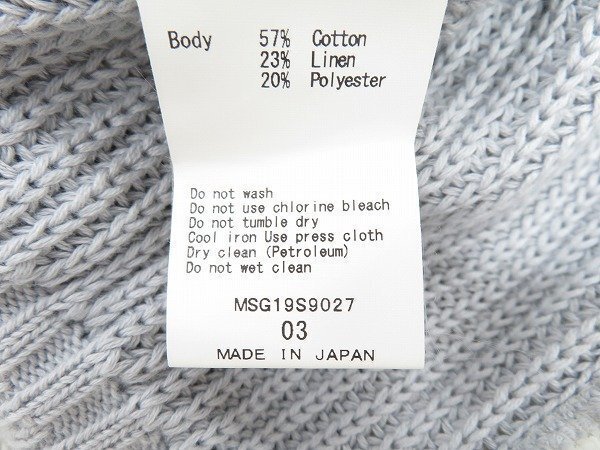 Body 57% Cotton
23% Linen
20% Polyester
Do not wash
Do not use chlorine bleach
Do not tumble dry
Cool iron Use press cloth
Dry clean (Petroleum)
Do not wet clean
MSG19S9027
03
MADE IN JAPAN